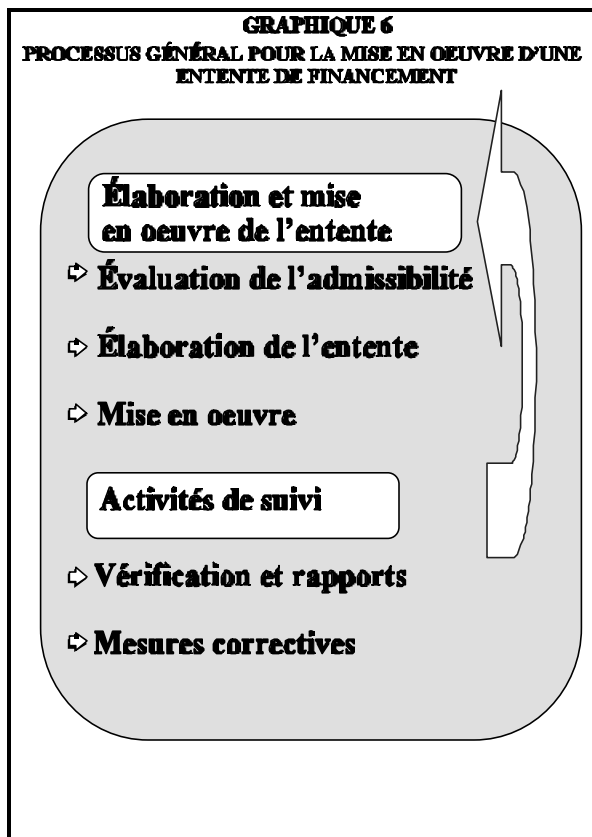 GRAPHIQUE 6
PROCESSUS GÉNÉRAL POUR LA MISE EN OEUVRE D'UNE
ENTENTE DE FINANCEMENT
Élaboration et mise
en oeuvre de l'entente
Évaluation de l'admissibilité
Élaboration de l'entente
Mise en oeuvre
Activités de suivi
Vérification et rapports
Mesures correctives